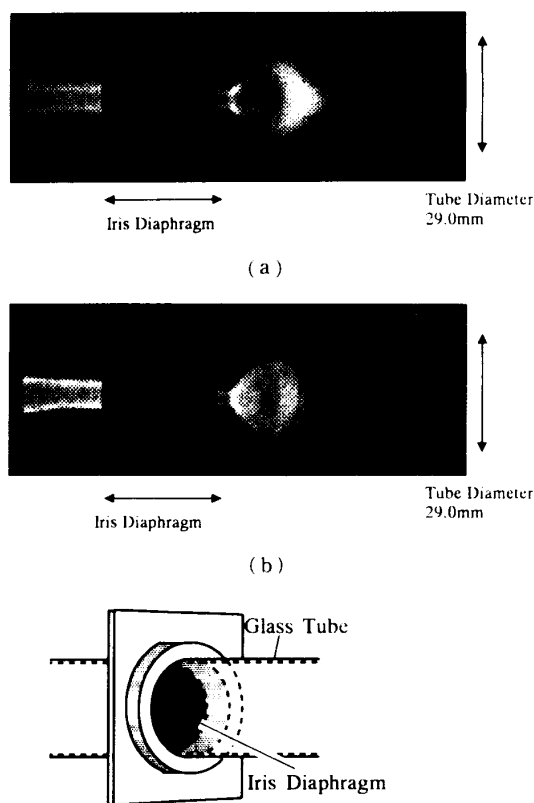 Iris Diaphragm
Tube Diameter
29.0mm
( a )
Iris Diaphragm
Tube Diameter
29.0mm
( b )
Glass Tube
Iris Diaphragm